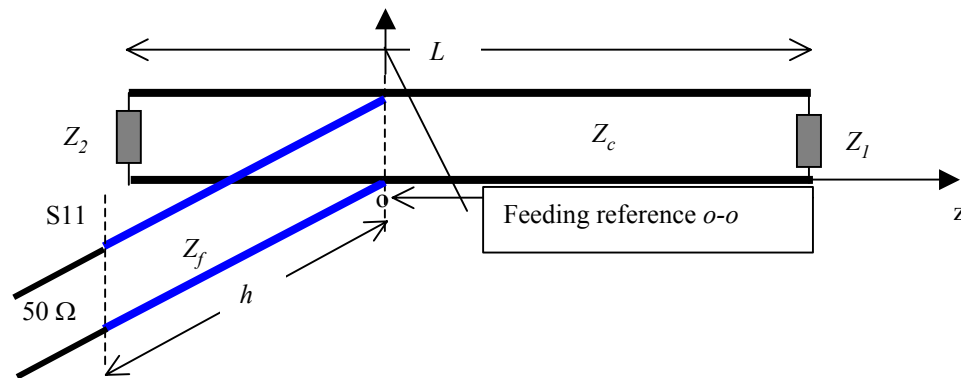 L
Z2
Zc
Z1
o
z
S11
Feeding reference o-o
Zf
h
50 Ω